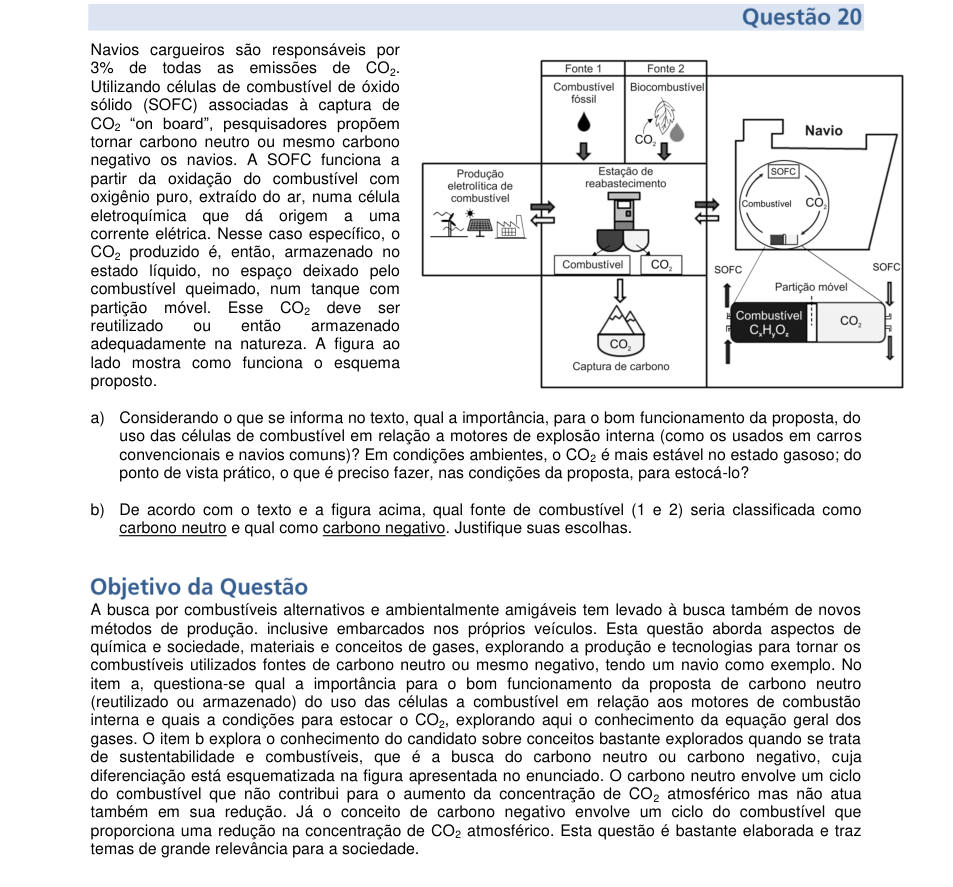 Questão 20
Navios cargueiros são responsáveis por
3% de todas as emissões de CO₂.
Utilizando células de combustível de óxido
sólido (SOFC) associadas à captura de
CO₂ “on board”, pesquisadores propõem
tornar carbono neutro ou mesmo carbono
negativo os navios. A SOFC funciona a
partir da oxidação do combustível com
oxigênio puro, extraído do ar, numa célula
eletroquímica que dá origem a uma
corrente elétrica. Nesse caso específico, o
CO₂ produzido é, então, armazenado no
estado líquido, no espaço deixado pelo
combustível queimado, num tanque com
partição móvel. Esse CO₂ deve ser
reutilizado ou então armazenado
adequadamente na natureza. A figura ao
lado mostra como funciona o esquema
proposto.
Fonte 1
Fonte 2
Combustível
fóssil
Biocombustível
CO₂
Produção
eletrolítica de
combustível
Estação de
reabastecimento
Combustível
CO₂
CO₂
Captura de carbono
Navio
SOFC
Combustível
CO₂
SOFC
SOFC
Partição móvel
Combustível
CₓHᵧO_z
CO₂
a) Considerando o que se informa no texto, qual a importância, para o bom funcionamento da proposta, do
uso das células de combustível em relação a motores de explosão interna (como os usados em carros
convencionais e navios comuns)? Em condições ambientes, o CO₂ é mais estável no estado gasoso; do
ponto de vista prático, o que é preciso fazer, nas condições da proposta, para estocá-lo?
b) De acordo com o texto e a figura acima, qual fonte de combustível (1 e 2) seria classificada como
carbono neutro e qual como carbono negativo. Justifique suas escolhas.
Objetivo da Questão
A busca por combustíveis alternativos e ambientalmente amigáveis tem levado à busca também de novos
métodos de produção. inclusive embarcados nos próprios veículos. Esta questão aborda aspectos de
química e sociedade, materiais e conceitos de gases, explorando a produção e tecnologias para tornar os
combustíveis utilizados fontes de carbono neutro ou mesmo negativo, tendo um navio como exemplo. No
item a, questiona-se qual a importância para o bom funcionamento da proposta de carbono neutro
(reutilizado ou armazenado) do uso das células a combustível em relação aos motores de combustão
interna e quais a condições para estocar o CO₂, explorando aqui o conhecimento da equação geral dos
gases. O item b explora o conhecimento do candidato sobre conceitos bastante explorados quando se trata
de sustentabilidade e combustíveis, que é a busca do carbono neutro ou carbono negativo, cuja
diferenciação está esquematizada na figura apresentada no enunciado. O carbono neutro envolve um ciclo
do combustível que não contribui para o aumento da concentração de CO₂ atmosférico mas não atua
também em sua redução. Já o conceito de carbono negativo envolve um ciclo do combustível que
proporciona uma redução na concentração de CO₂ atmosférico. Esta questão é bastante elaborada e traz
temas de grande relevância para a sociedade.